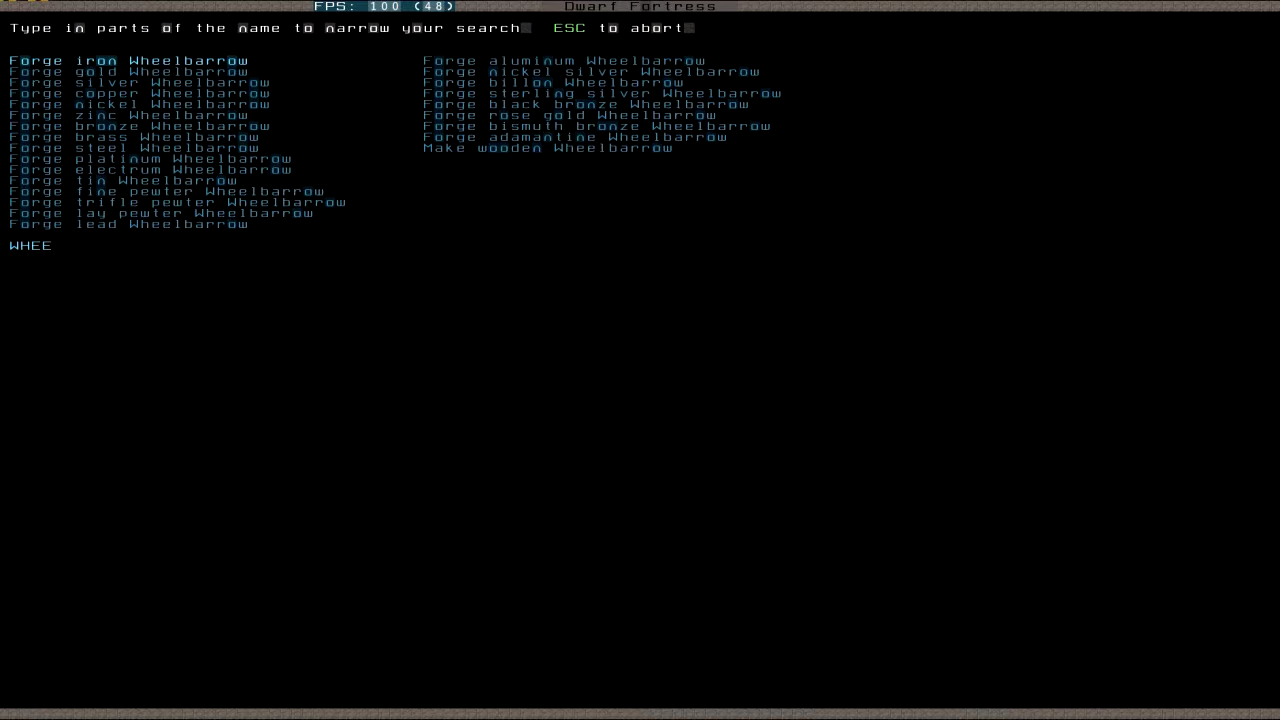 FPS: 100 (48) Dwarf Fortress
Type in parts of the name to narrow your search. ESC to abort.
Forge iron Wheelbarrow
Forge gold Wheelbarrow
Forge silver Wheelbarrow
Forge copper Wheelbarrow
Forge nickel Wheelbarrow
Forge zinc Wheelbarrow
Forge bronze Wheelbarrow
Forge brass Wheelbarrow
Forge steel Wheelbarrow
Forge platinum Wheelbarrow
Forge electrum Wheelbarrow
Forge tin Wheelbarrow
Forge fine pewter Wheelbarrow
Forge trifle pewter Wheelbarrow
Forge lay pewter Wheelbarrow
Forge lead Wheelbarrow
Forge aluminum Wheelbarrow
Forge nickel silver Wheelbarrow
Forge billon Wheelbarrow
Forge sterling silver Wheelbarrow
Forge black bronze Wheelbarrow
Forge rose gold Wheelbarrow
Forge bismuth bronze Wheelbarrow
Forge adamantine Wheelbarrow
Make wooden Wheelbarrow
WHEE